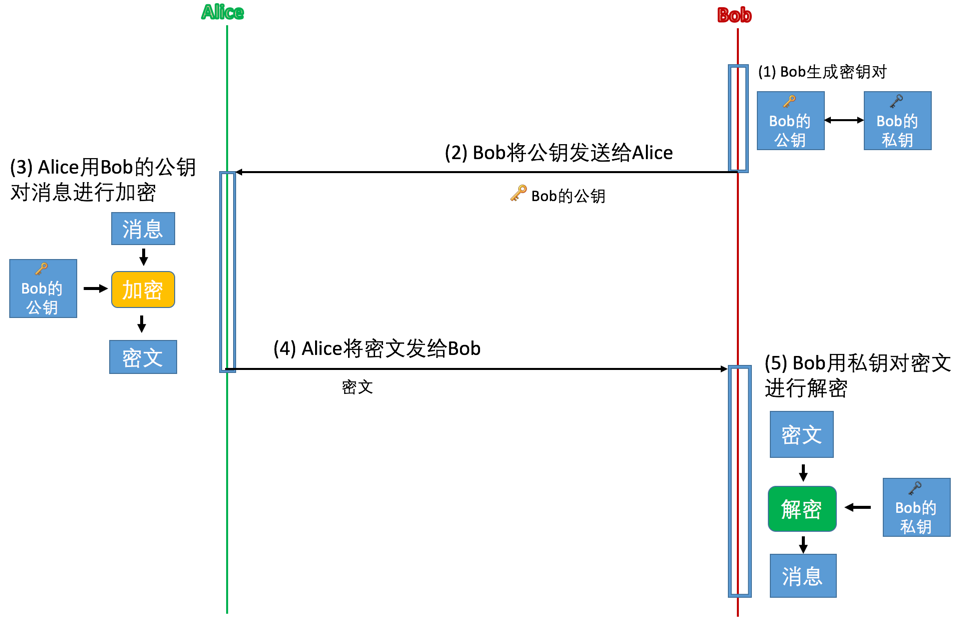 Alice
Bob
(1) Bob生成密钥对
Bob的
公钥
Bob的
私钥
(2) Bob将公钥发送给Alice
Bob的公钥
(3) Alice用Bob的公钥
对消息进行加密
消息
Bob的
公钥
加密
密文
(4) Alice将密文发给Bob
密文
(5) Bob用私钥对密文
进行解密
密文
解密
Bob的
私钥
消息